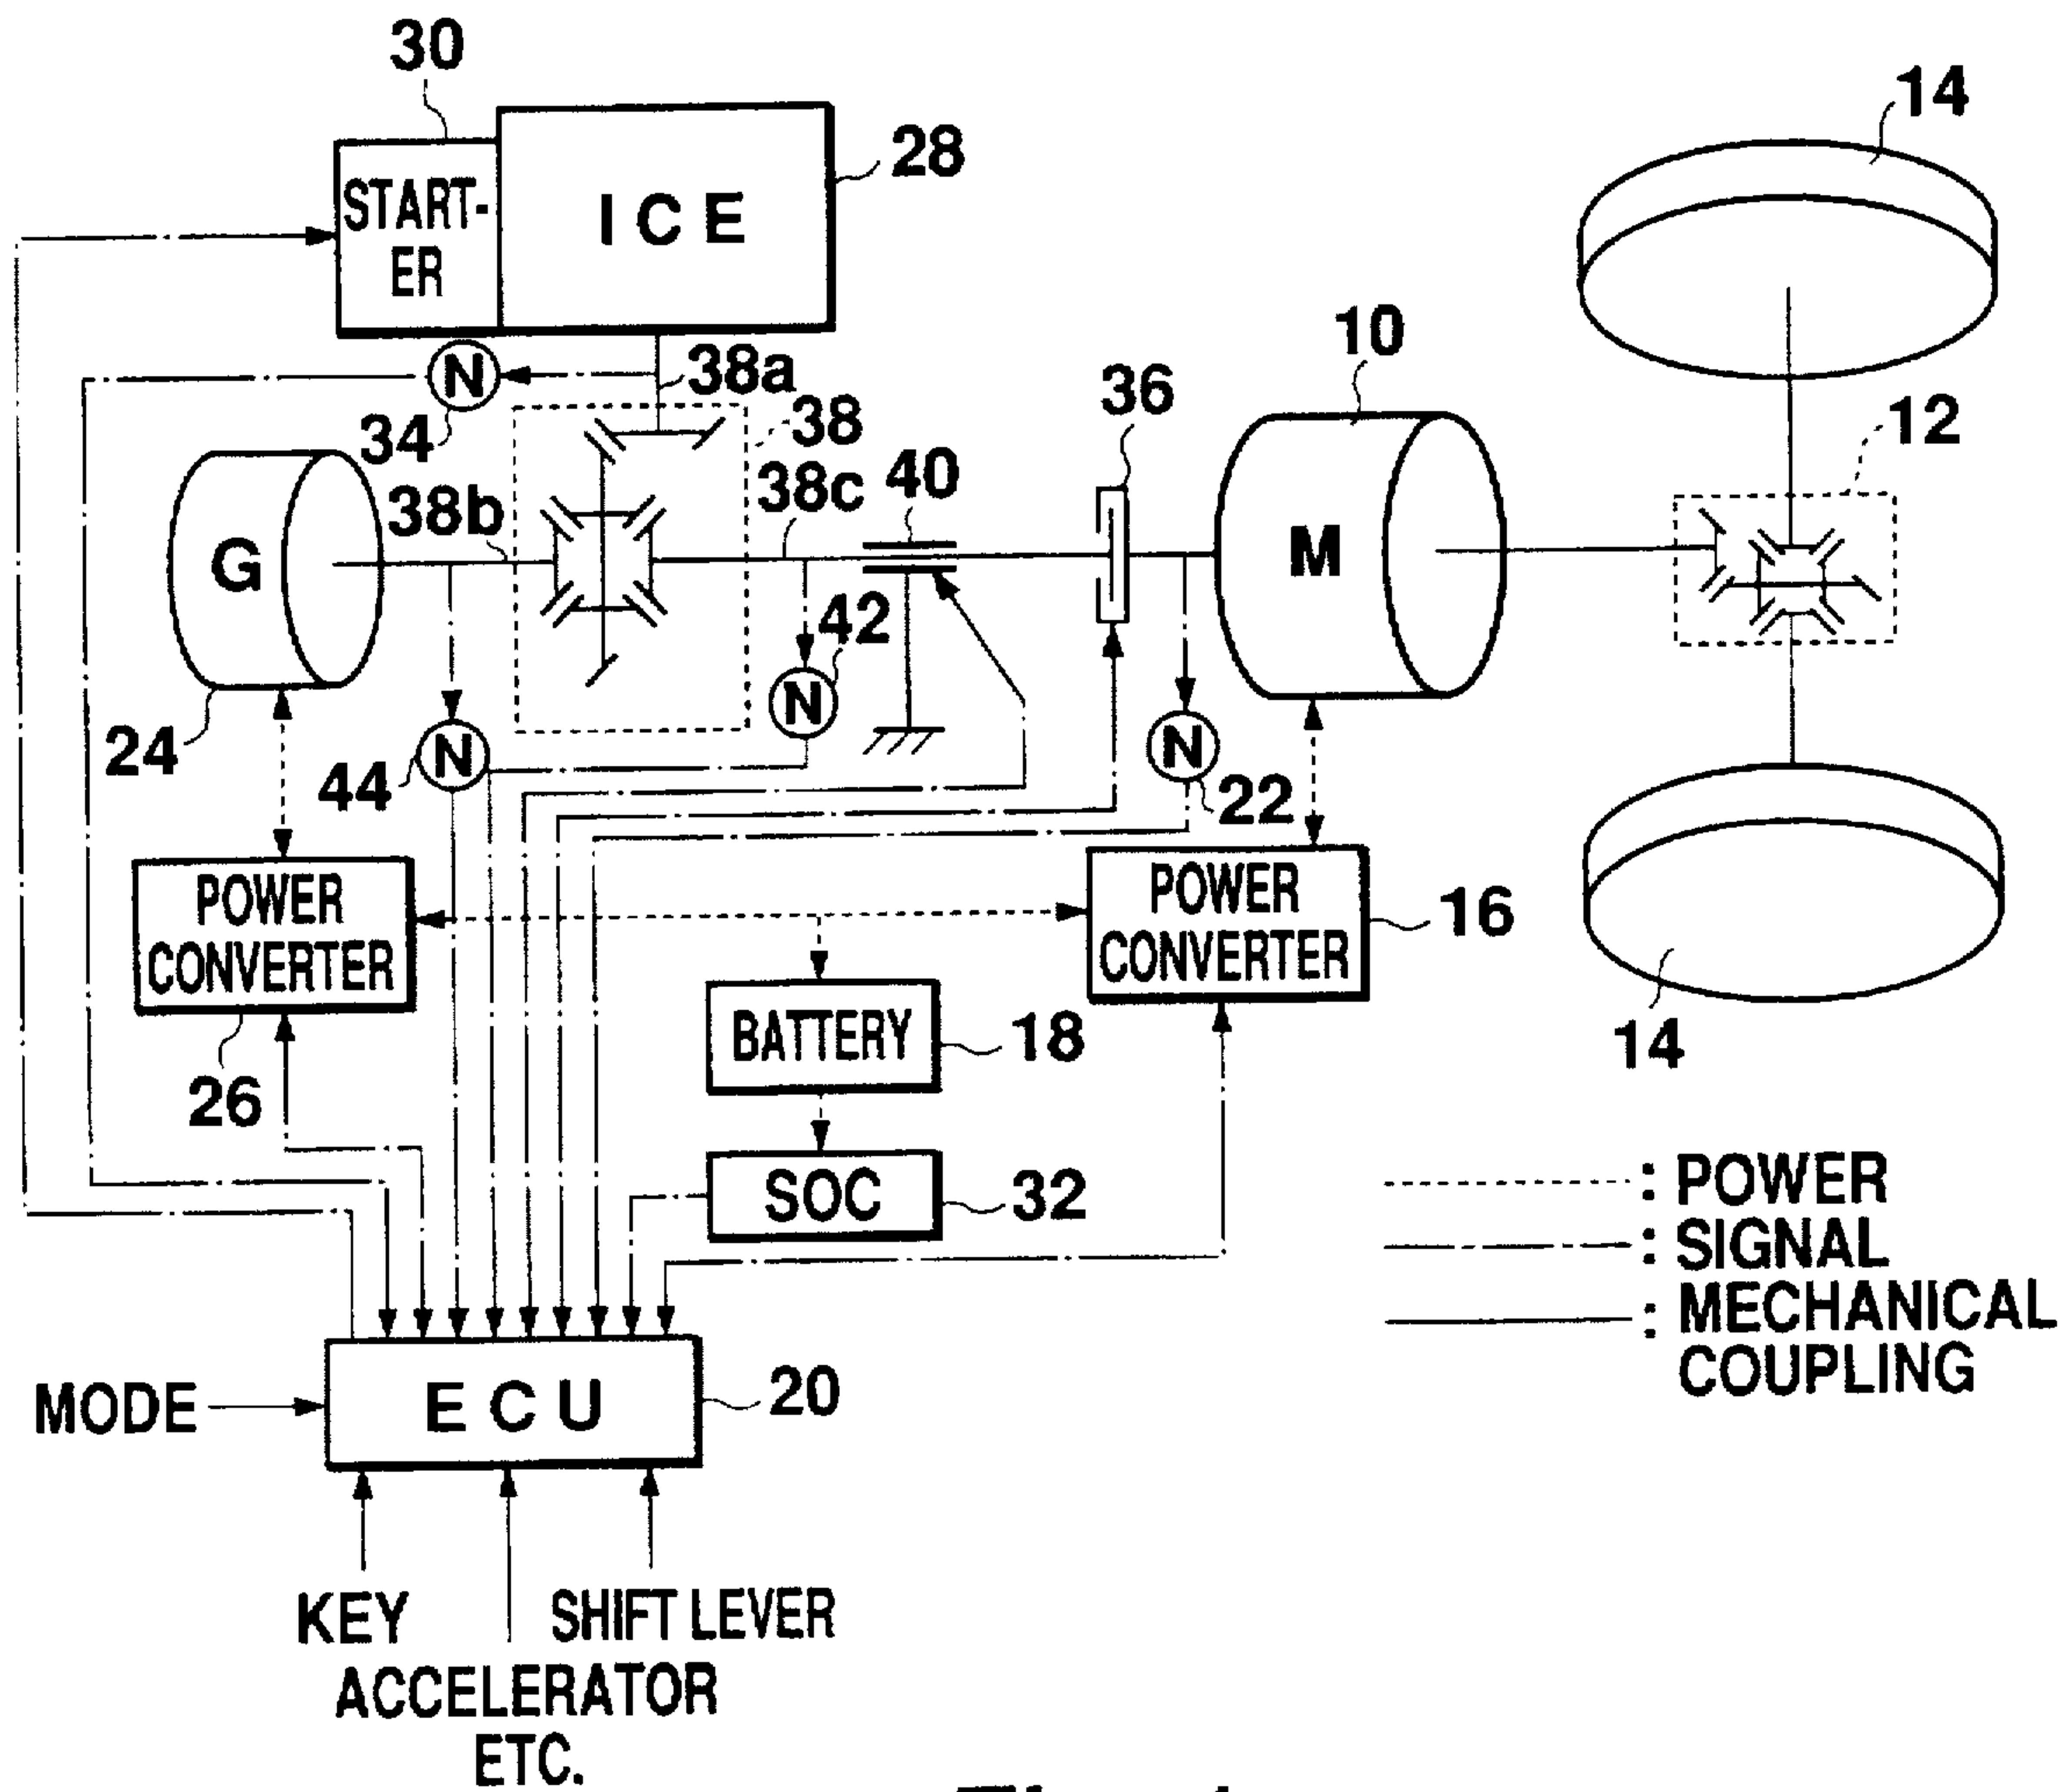 30
14
28
START-
ER
I C E
10
N
38a
36
38
12
34
40
38b
38c
G
M
42
N
N
N
24
44
22
POWER
CONVERTER
POWER
CONVERTER
16
BATTERY
18
14
26
SOC
32
: POWER
: SIGNAL
: MECHANICAL
COUPLING
MODE
E C U
20
KEY
SHIFT LEVER
ACCELERATOR
ETC.